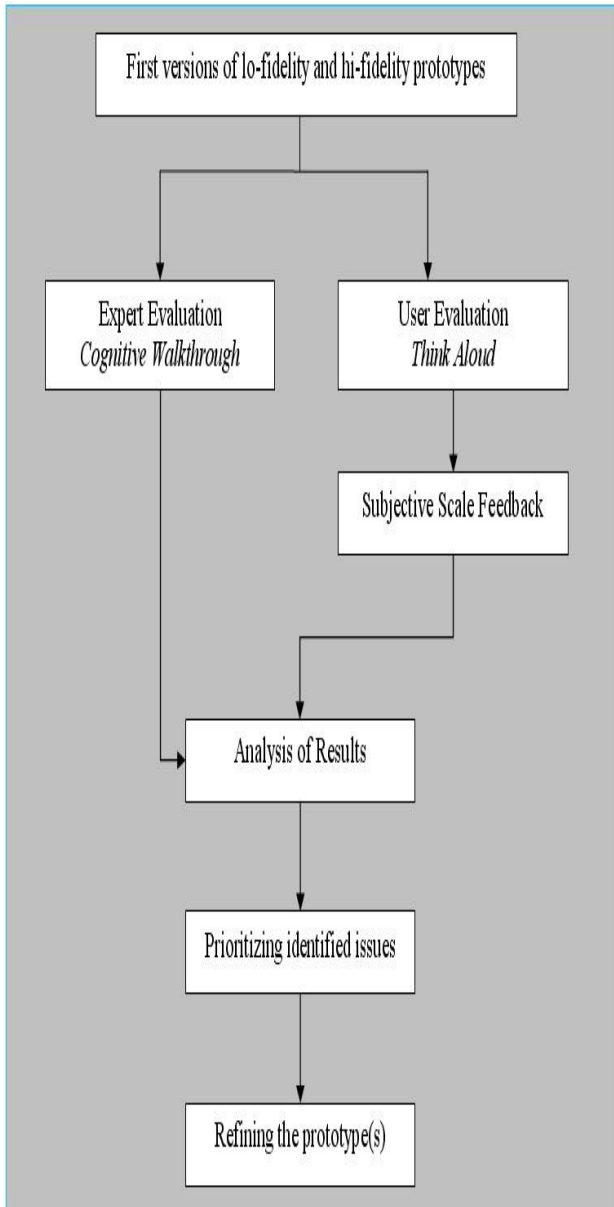 First versions of lo-fidelity and hi-fidelity prototypes
Expert Evaluation
Cognitive Walkthrough
User Evaluation
Think Aloud
Subjective Scale Feedback
Analysis of Results
Prioritizing identified issues
Refining the prototype(s)